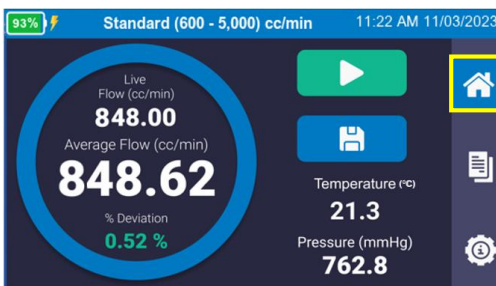 93%
Standard (600 - 5,000) cc/min
11:22 AM 11/03/2023
Live
Flow (cc/min)
848.00
Average Flow (cc/min)
848.62
% Deviation
0.52 %
Temperature (°C)
21.3
Pressure (mmHg)
762.8